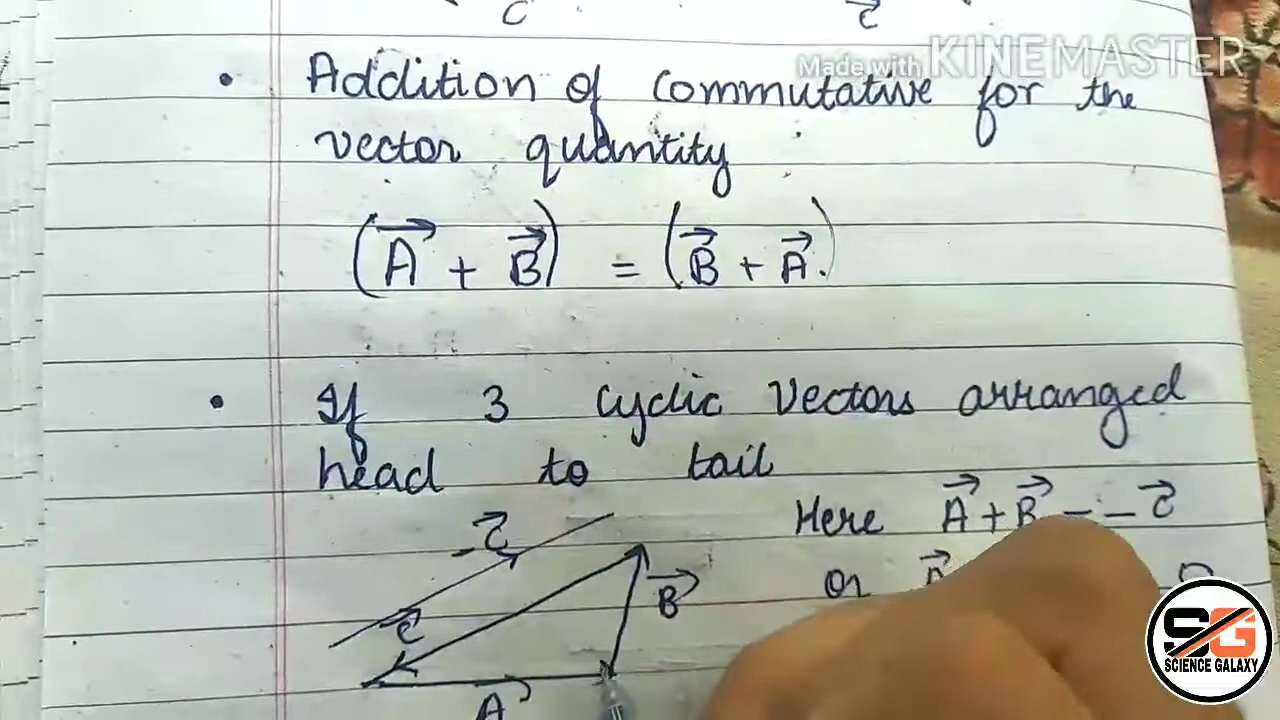 C⃗ C⃗
Made with KINEMASTER
• Addition of commutative for the
vector quantity
(A⃗ + B⃗) = (B⃗ + A⃗.)
• If 3 cyclic vectors arranged
head to tail
Here A⃗ + B⃗ = - C⃗
or
-C⃗
B⃗
C⃗
A⃗
SG
SCIENCE GALAXY